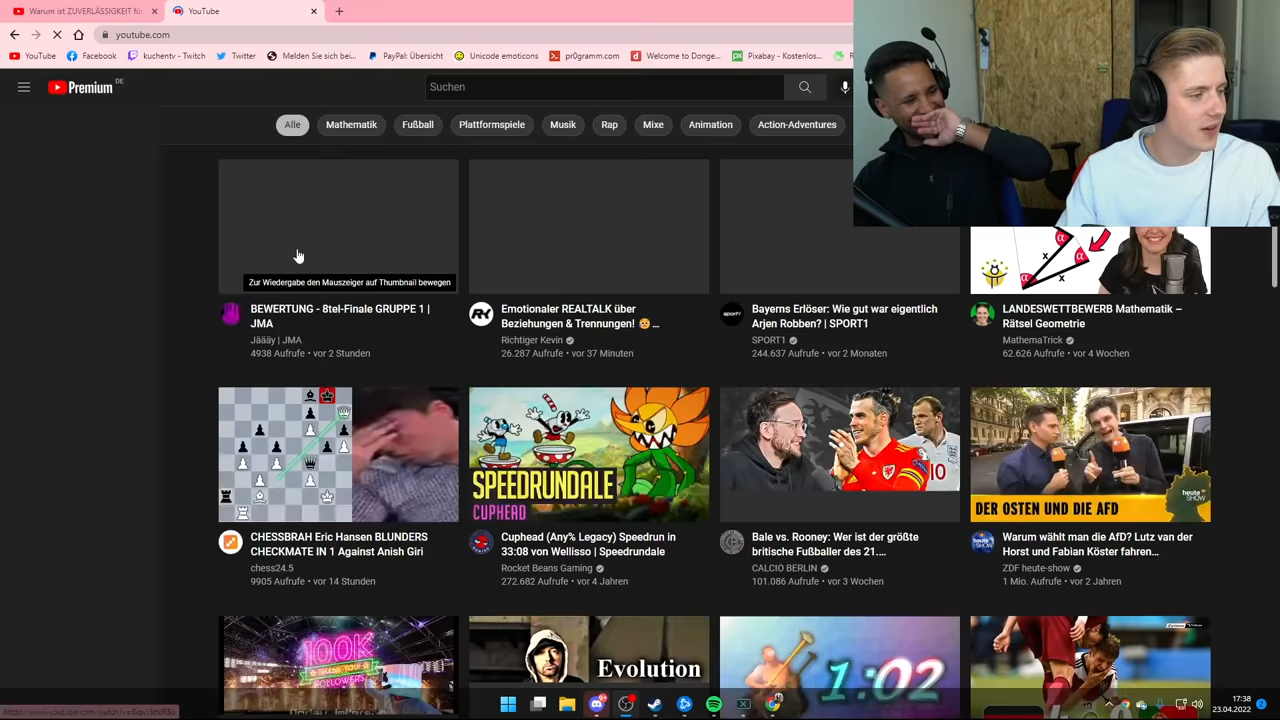 Warum ist ZUVERLÄSSIGKEIT für
YouTube
youtube.com
YouTube
Facebook
kuchentv - Twitch
Twitter
Melden Sie sich bei...
PayPal: Übersicht
Unicode emoticons
pr0gramm.com
Welcome to Donge...
Pixabay - Kostenlos...
Premium DE
Suchen
Alle
Mathematik
Fußball
Plattformspiele
Musik
Rap
Mixe
Animation
Action-Adventures
Zur Wiedergabe den Mauszeiger auf Thumbnail bewegen
α
α
x
x
BEWERTUNG - 8tel-Finale GRUPPE 1 |
JMA
Jäääy | JMA
4938 Aufrufe • vor 2 Stunden
RK
Emotionaler REALTALK über
Beziehungen & Trennungen! 😳...
Richtiger Kevin
26.287 Aufrufe • vor 37 Minuten
SPORT1
Bayerns Erlöser: Wie gut war eigentlich
Arjen Robben? | SPORT1
SPORT1
244.637 Aufrufe • vor 2 Monaten
LANDESWETTBEWERB Mathematik –
Rätsel Geometrie
MathemaTrick
62.626 Aufrufe • vor 4 Wochen
SPEEDRUNDALE
CUPHEAD
10
heute
SHOW
DER OSTEN UND DIE AFD
CHESSBRAH Eric Hansen BLUNDERS
CHECKMATE IN 1 Against Anish Giri
chess24.5
9905 Aufrufe • vor 14 Stunden
Cuphead (Any% Legacy) Speedrun in
33:08 von Wellisso | Speedrundale
Rocket Beans Gaming
272.682 Aufrufe • vor 4 Jahren
Bale vs. Rooney: Wer ist der größte
britische Fußballer des 21....
CALCIO BERLIN
101.086 Aufrufe • vor 3 Wochen
Warum wählt man die AfD? Lutz van der
Horst und Fabian Köster fahren...
ZDF heute-show
1 Mio. Aufrufe • vor 2 Jahren
100K
THANK YOU!
FOLLOWERS
Evolution
1:02
17:38
23.04.2022